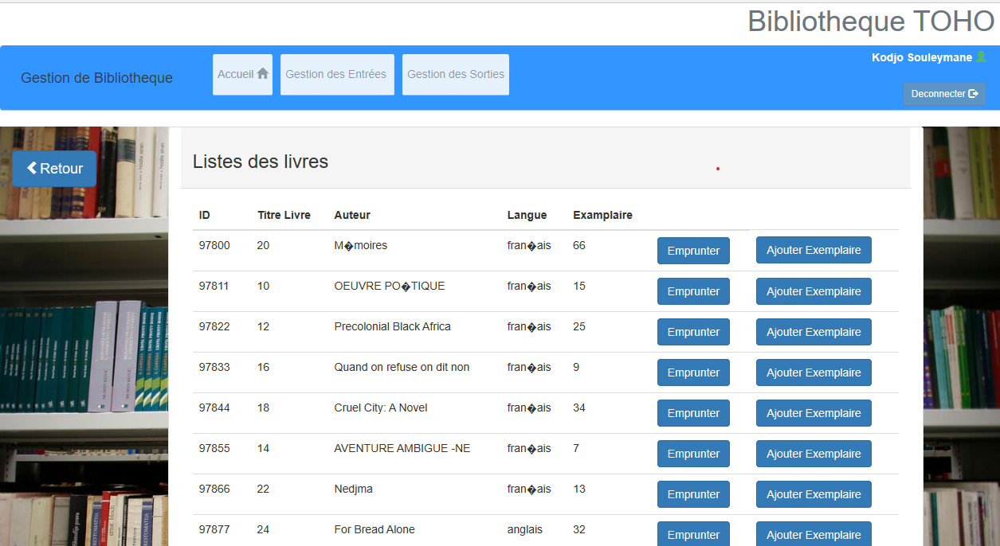 Bibliotheque TOHO
Kodjo Souleymane
Gestion de Bibliotheque
Accueil
Gestion des Entrées
Gestion des Sorties
Deconnecter
Retour
Listes des livres
ID Titre Livre Auteur Langue Examplaire
97800 20 M�moires fran�ais 66 Emprunter Ajouter Exemplaire
97811 10 OEUVRE PO�TIQUE fran�ais 15 Emprunter Ajouter Exemplaire
97822 12 Precolonial Black Africa fran�ais 25 Emprunter Ajouter Exemplaire
97833 16 Quand on refuse on dit non fran�ais 9 Emprunter Ajouter Exemplaire
97844 18 Cruel City: A Novel fran�ais 34 Emprunter Ajouter Exemplaire
97855 14 AVENTURE AMBIGUE -NE fran�ais 7 Emprunter Ajouter Exemplaire
97866 22 Nedjma fran�ais 13 Emprunter Ajouter Exemplaire
97877 24 For Bread Alone anglais 32 Emprunter Ajouter Exemplaire